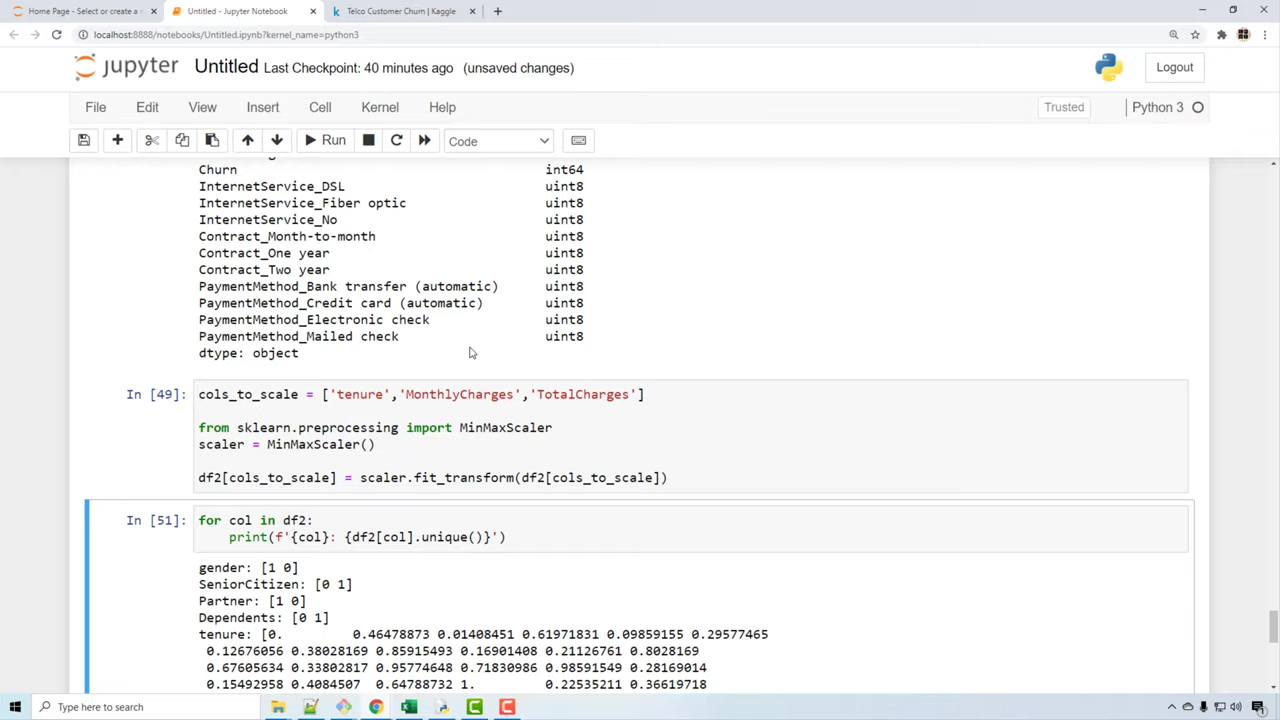 Home Page - Select or create a n
Untitled - Jupyter Notebook
Telco Customer Churn | Kaggle
localhost:8888/notebooks/Untitled.ipynb?kernel_name=python3
jupyter Untitled Last Checkpoint: 40 minutes ago (unsaved changes)
Logout
File Edit View Insert Cell Kernel Help
Trusted
Python 3
Run
Code
Churn int64
InternetService_DSL uint8
InternetService_Fiber optic uint8
InternetService_No uint8
Contract_Month-to-month uint8
Contract_One year uint8
Contract_Two year uint8
PaymentMethod_Bank transfer (automatic) uint8
PaymentMethod_Credit card (automatic) uint8
PaymentMethod_Electronic check uint8
PaymentMethod_Mailed check uint8
dtype: object
In [49]: cols_to_scale = ['tenure','MonthlyCharges','TotalCharges']
from sklearn.preprocessing import MinMaxScaler
scaler = MinMaxScaler()
df2[cols_to_scale] = scaler.fit_transform(df2[cols_to_scale])
In [51]: for col in df2:
print(f'{col}: {df2[col].unique()}')
gender: [1 0]
SeniorCitizen: [0 1]
Partner: [1 0]
Dependents: [0 1]
tenure: [0. 0.46478873 0.01408451 0.61971831 0.09859155 0.29577465
0.12676056 0.38028169 0.85915493 0.16901408 0.21126761 0.8028169
0.67605634 0.33802817 0.95774648 0.71830986 0.98591549 0.28169014
0.15492958 0.4084507 0.64788732 1. 0.22535211 0.36619718
Type here to search